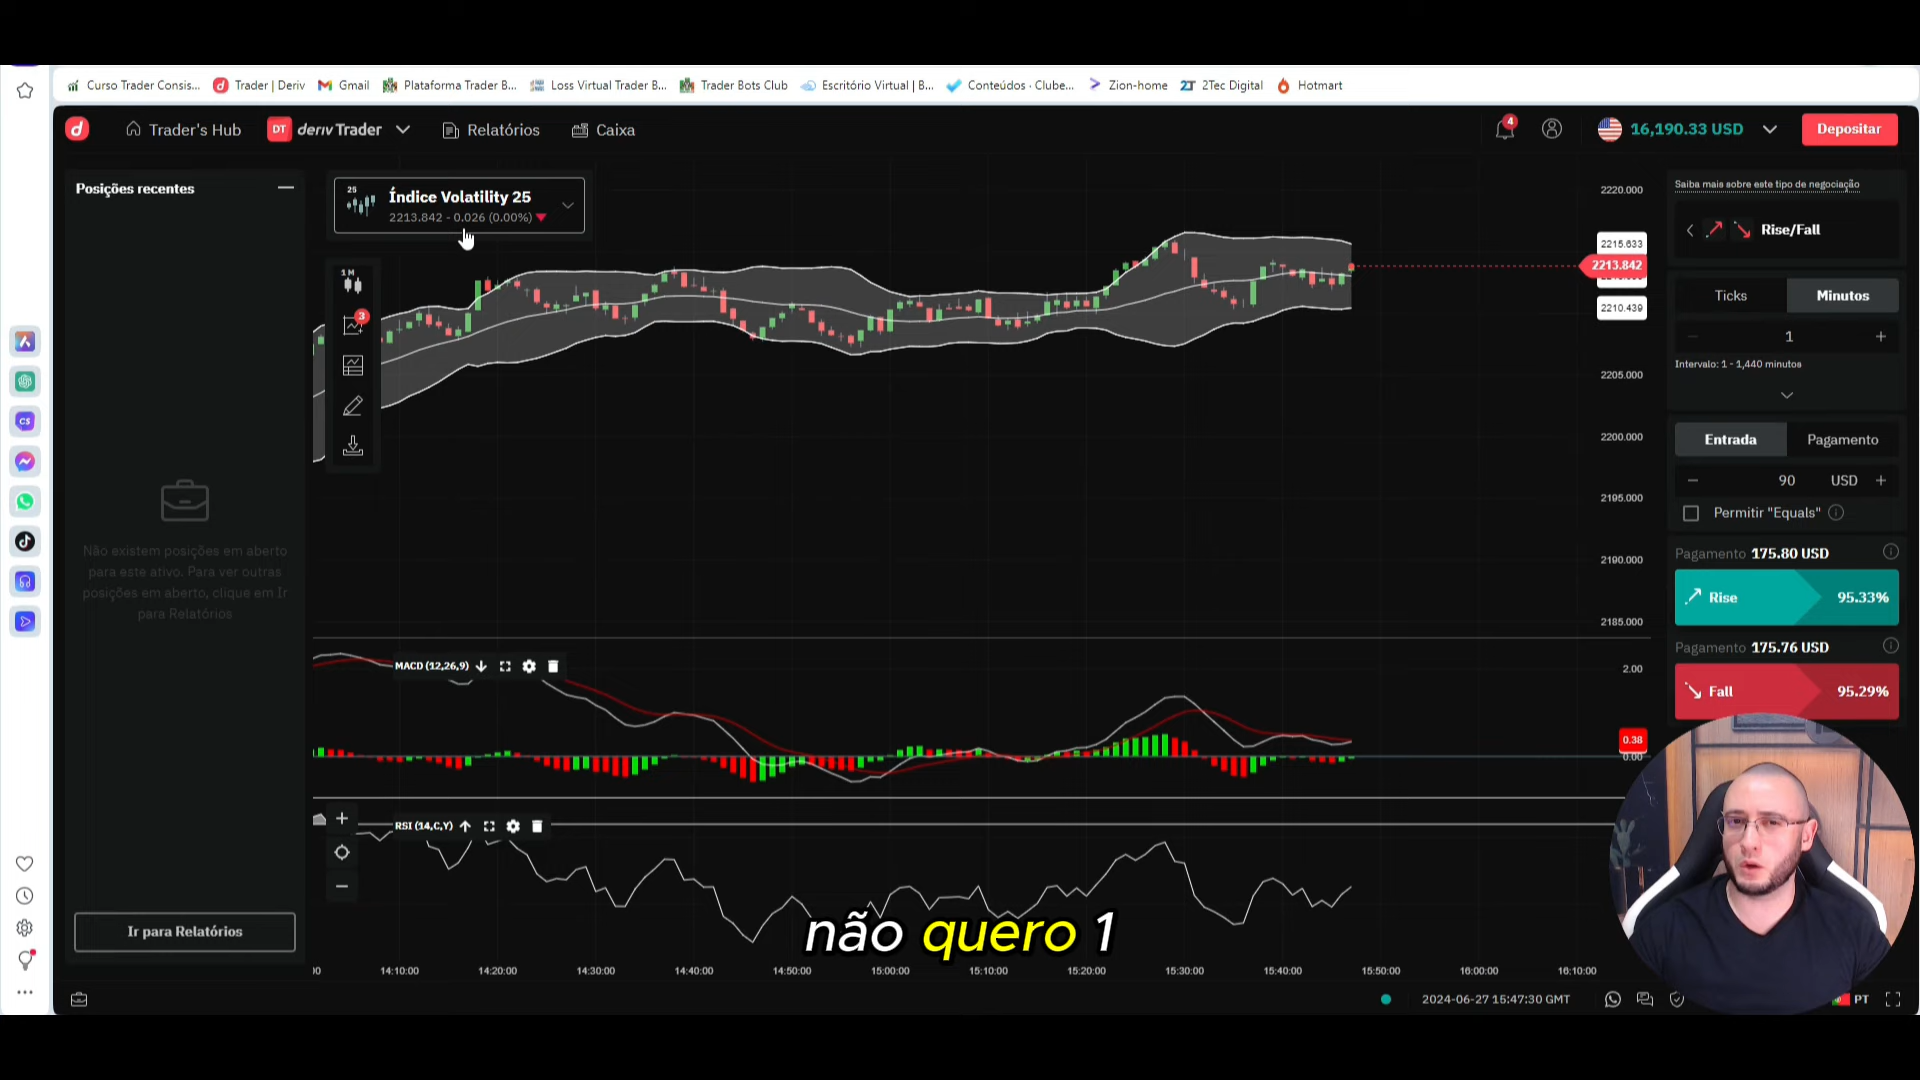 Curso Trader Consis...
Trader | Deriv
Gmail
Plataforma Trader B...
Loss Virtual Trader B...
Trader Bots Club
Escritório Virtual | B...
Conteúdos · Clube...
Zion-home
2Tec Digital
Hotmart
Trader's Hub
DT deriv Trader
Relatórios
Caixa
4
16,190.33 USD
Depositar
Posições recentes
25
Índice Volatility 25
2213.842 - 0.026 (0.00%)
1M
3
Não existem posições em aberto
para este ativo. Para ver outras
posições em aberto, clique em Ir
para Relatórios
Ir para Relatórios
2220.000
2215.633
2213.842
2210.439
2205.000
2200.000
2195.000
2190.000
2185.000
MACD (12,26,9)
2.00
0.38
0.00
RSI (14,C,Y)
14:10:00
14:20:00
14:30:00
14:40:00
14:50:00
15:00:00
15:10:00
15:20:00
15:30:00
15:40:00
15:50:00
16:00:00
16:10:00
Saiba mais sobre este tipo de negociação
Rise/Fall
Ticks
Minutos
1
Intervalo: 1 - 1,440 minutos
Entrada
Pagamento
90 USD
Permitir "Equals"
Pagamento 175.80 USD
Rise 95.33%
Pagamento 175.76 USD
Fall 95.29%
não quero 1
2024-06-27 15:47:30 GMT
PT
CS